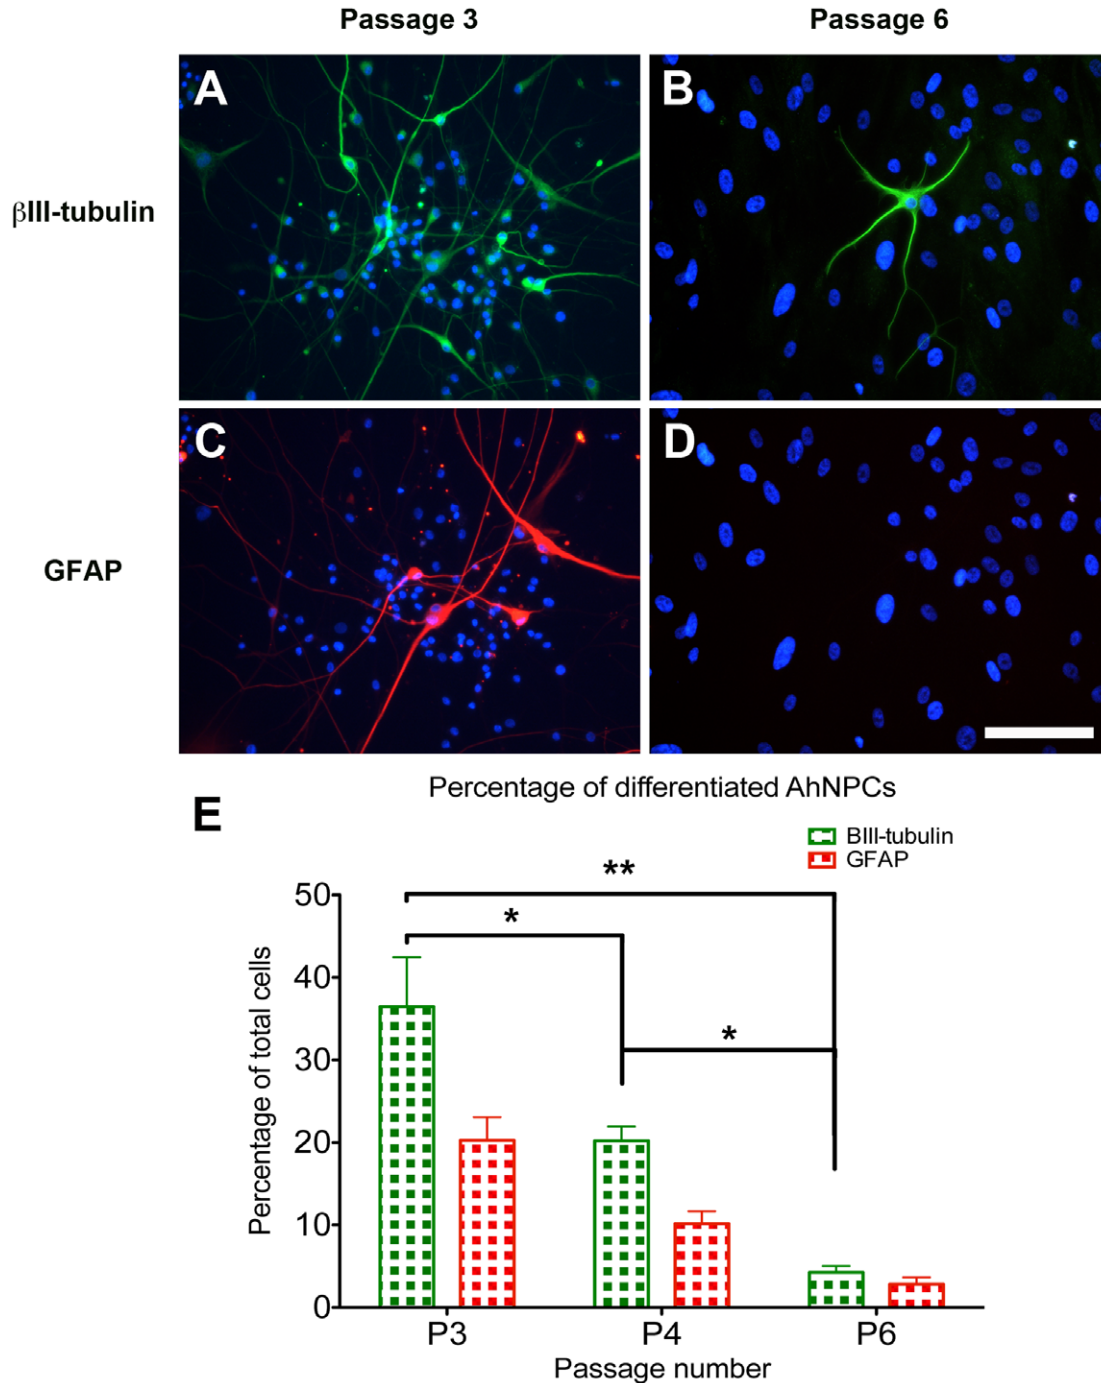 Passage 3
Passage 6
A
B
βIII-tubulin
C
D
GFAP
Percentage of differentiated AhNPCs
E
BIII-tubulin
GFAP
**
*
*
50
40
30
20
10
0
Percentage of total cells
P3
P4
P6
Passage number